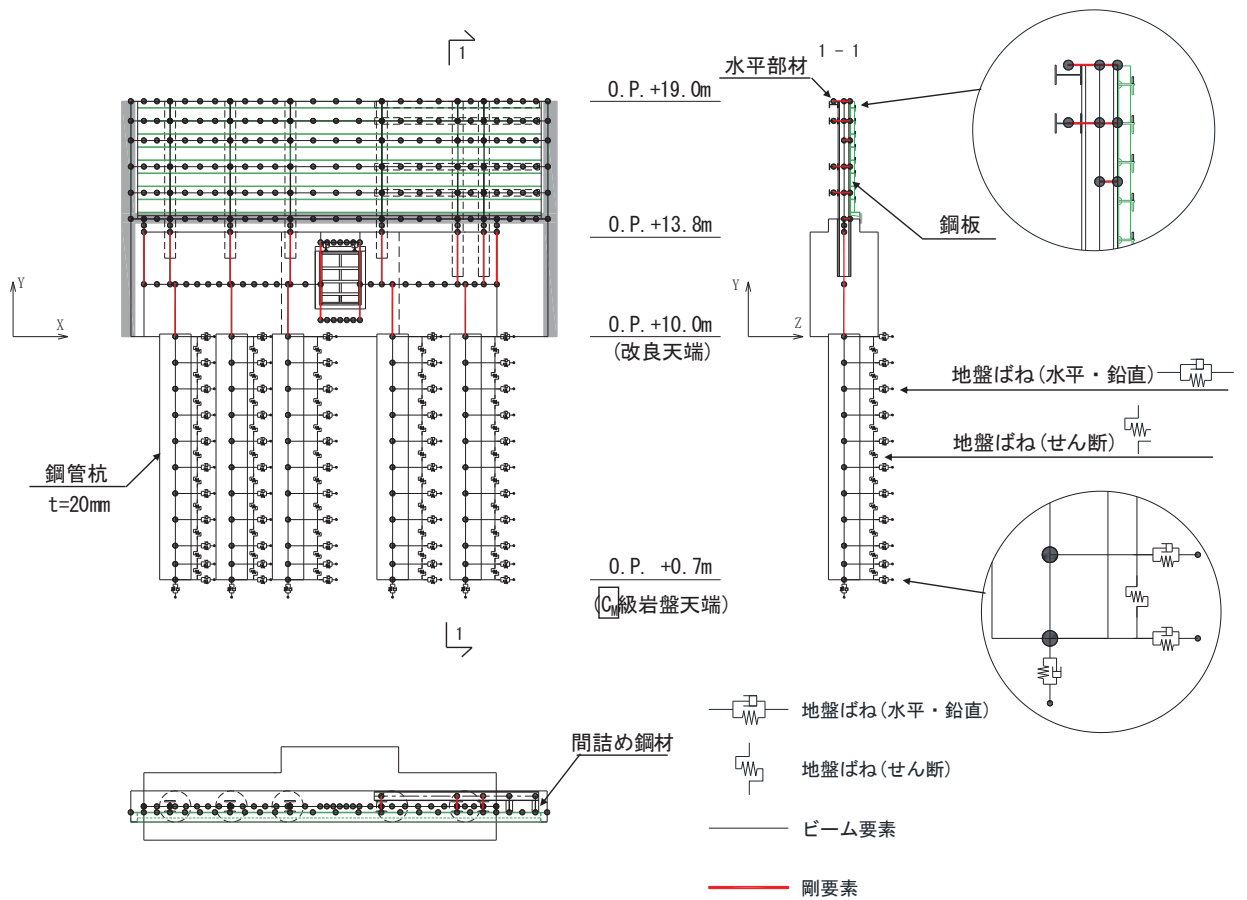 1
1 - 1
水平部材
O.P.+19.0m
鋼板
O.P.+13.8m
Y
X
Y
Z
O.P.+10.0m
(改良天端)
地盤ばね(水平・鉛直)
地盤ばね(せん断)
鋼管杭
t=20mm
O.P. +0.7m
(CM級岩盤天端)
1
地盤ばね(水平・鉛直)
間詰め鋼材
地盤ばね(せん断)
ビーム要素
剛要素